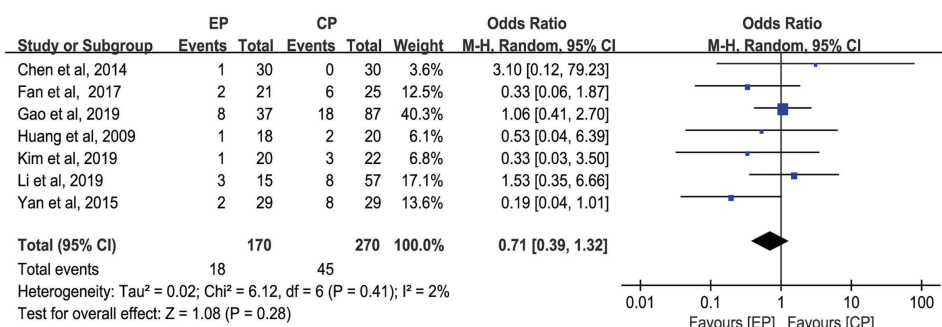 EP CP Odds Ratio Odds Ratio
Study or Subgroup Events Total Events Total Weight M-H, Random, 95% CI M-H, Random, 95% CI
Chen et al, 2014 1 30 0 30 3.6% 3.10 [0.12, 79.23]
Fan et al, 2017 2 21 6 25 12.5% 0.33 [0.06, 1.87]
Gao et al, 2019 8 37 18 87 40.3% 1.06 [0.41, 2.70]
Huang et al, 2009 1 18 2 20 6.1% 0.53 [0.04, 6.39]
Kim et al, 2019 1 20 3 22 6.8% 0.33 [0.03, 3.50]
Li et al, 2019 3 15 8 57 17.1% 1.53 [0.35, 6.66]
Yan et al, 2015 2 29 8 29 13.6% 0.19 [0.04, 1.01]
Total (95% CI) 170 270 100.0% 0.71 [0.39, 1.32]
Total events 18 45
Heterogeneity: Tau² = 0.02; Chi² = 6.12, df = 6 (P = 0.41); I² = 2%
Test for overall effect: Z = 1.08 (P = 0.28)
0.01 0.1 1 10 100
Favours [EP] Favours [CP]